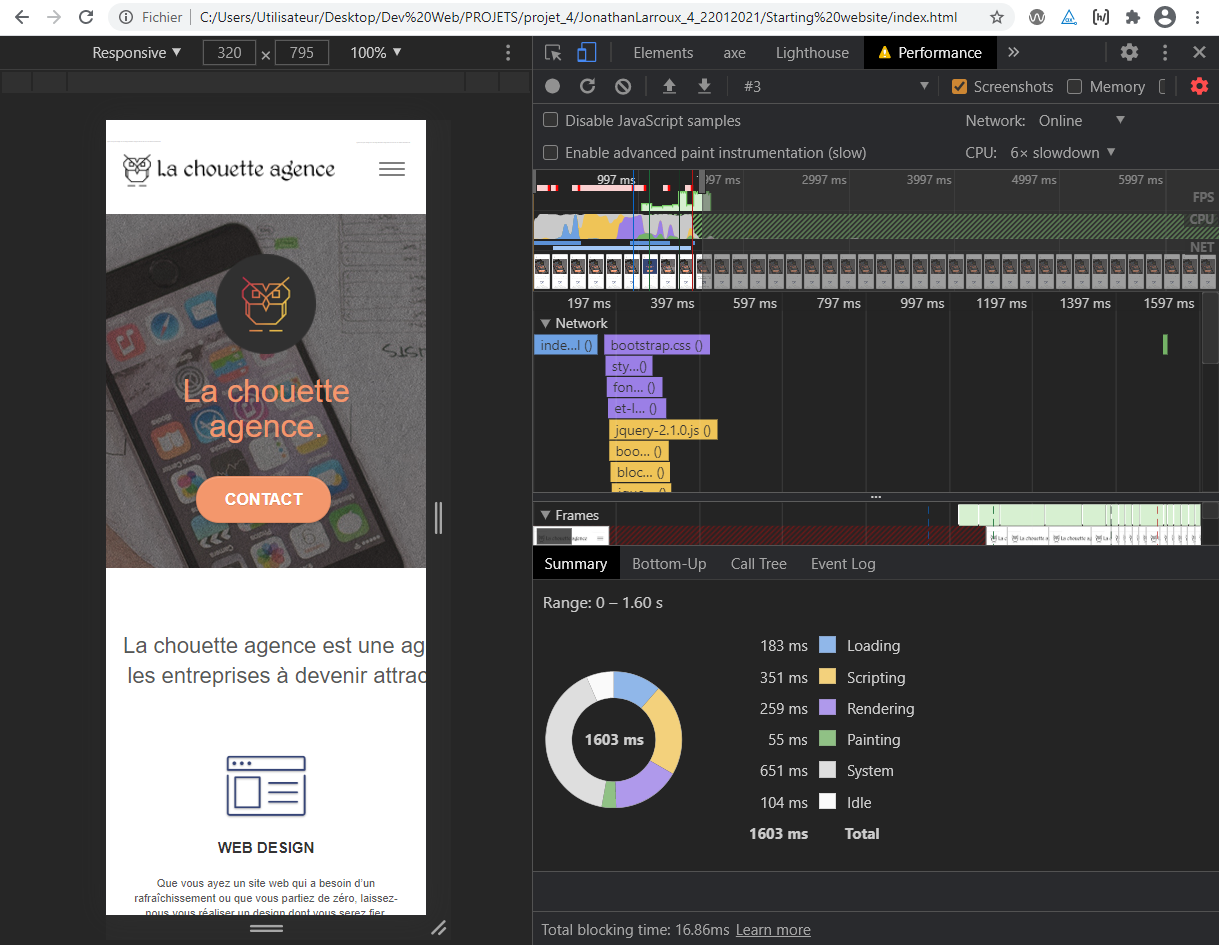 Fichier
C:/Users/Utilisateur/Desktop/Dev%20Web/PROJETS/projet_4/JonathanLarroux_4_22012021/Starting%20website/index.html
Responsive ▼ 320 × 795 100% ▼
La chouette agence
La chouette
agence.
CONTACT
La chouette agence est une ag
les entreprises à devenir attrac
WEB DESIGN
Que vous ayez un site web qui a besoin d'un
rafraîchissement ou que vous partiez de zéro, laissez-
nous vous réaliser un design dont vous serez fier
Elements axe Lighthouse Performance
#3 Screenshots Memory
Disable JavaScript samples Network: Online
Enable advanced paint instrumentation (slow) CPU: 6× slowdown
997 ms 997 ms 2997 ms 3997 ms 4997 ms 5997 ms
FPS
CPU
NET
197 ms 397 ms 597 ms 797 ms 997 ms 1197 ms 1397 ms 1597 ms
Network
inde…l () bootstrap.css ()
sty…()
fon… ()
et-l… ()
jquery-2.1.0.js ()
boo… ()
bloc… ()
Frames
Summary Bottom-Up Call Tree Event Log
Range: 0 – 1.60 s
1603 ms
183 ms Loading
351 ms Scripting
259 ms Rendering
55 ms Painting
651 ms System
104 ms Idle
1603 ms Total
Total blocking time: 16.86ms Learn more